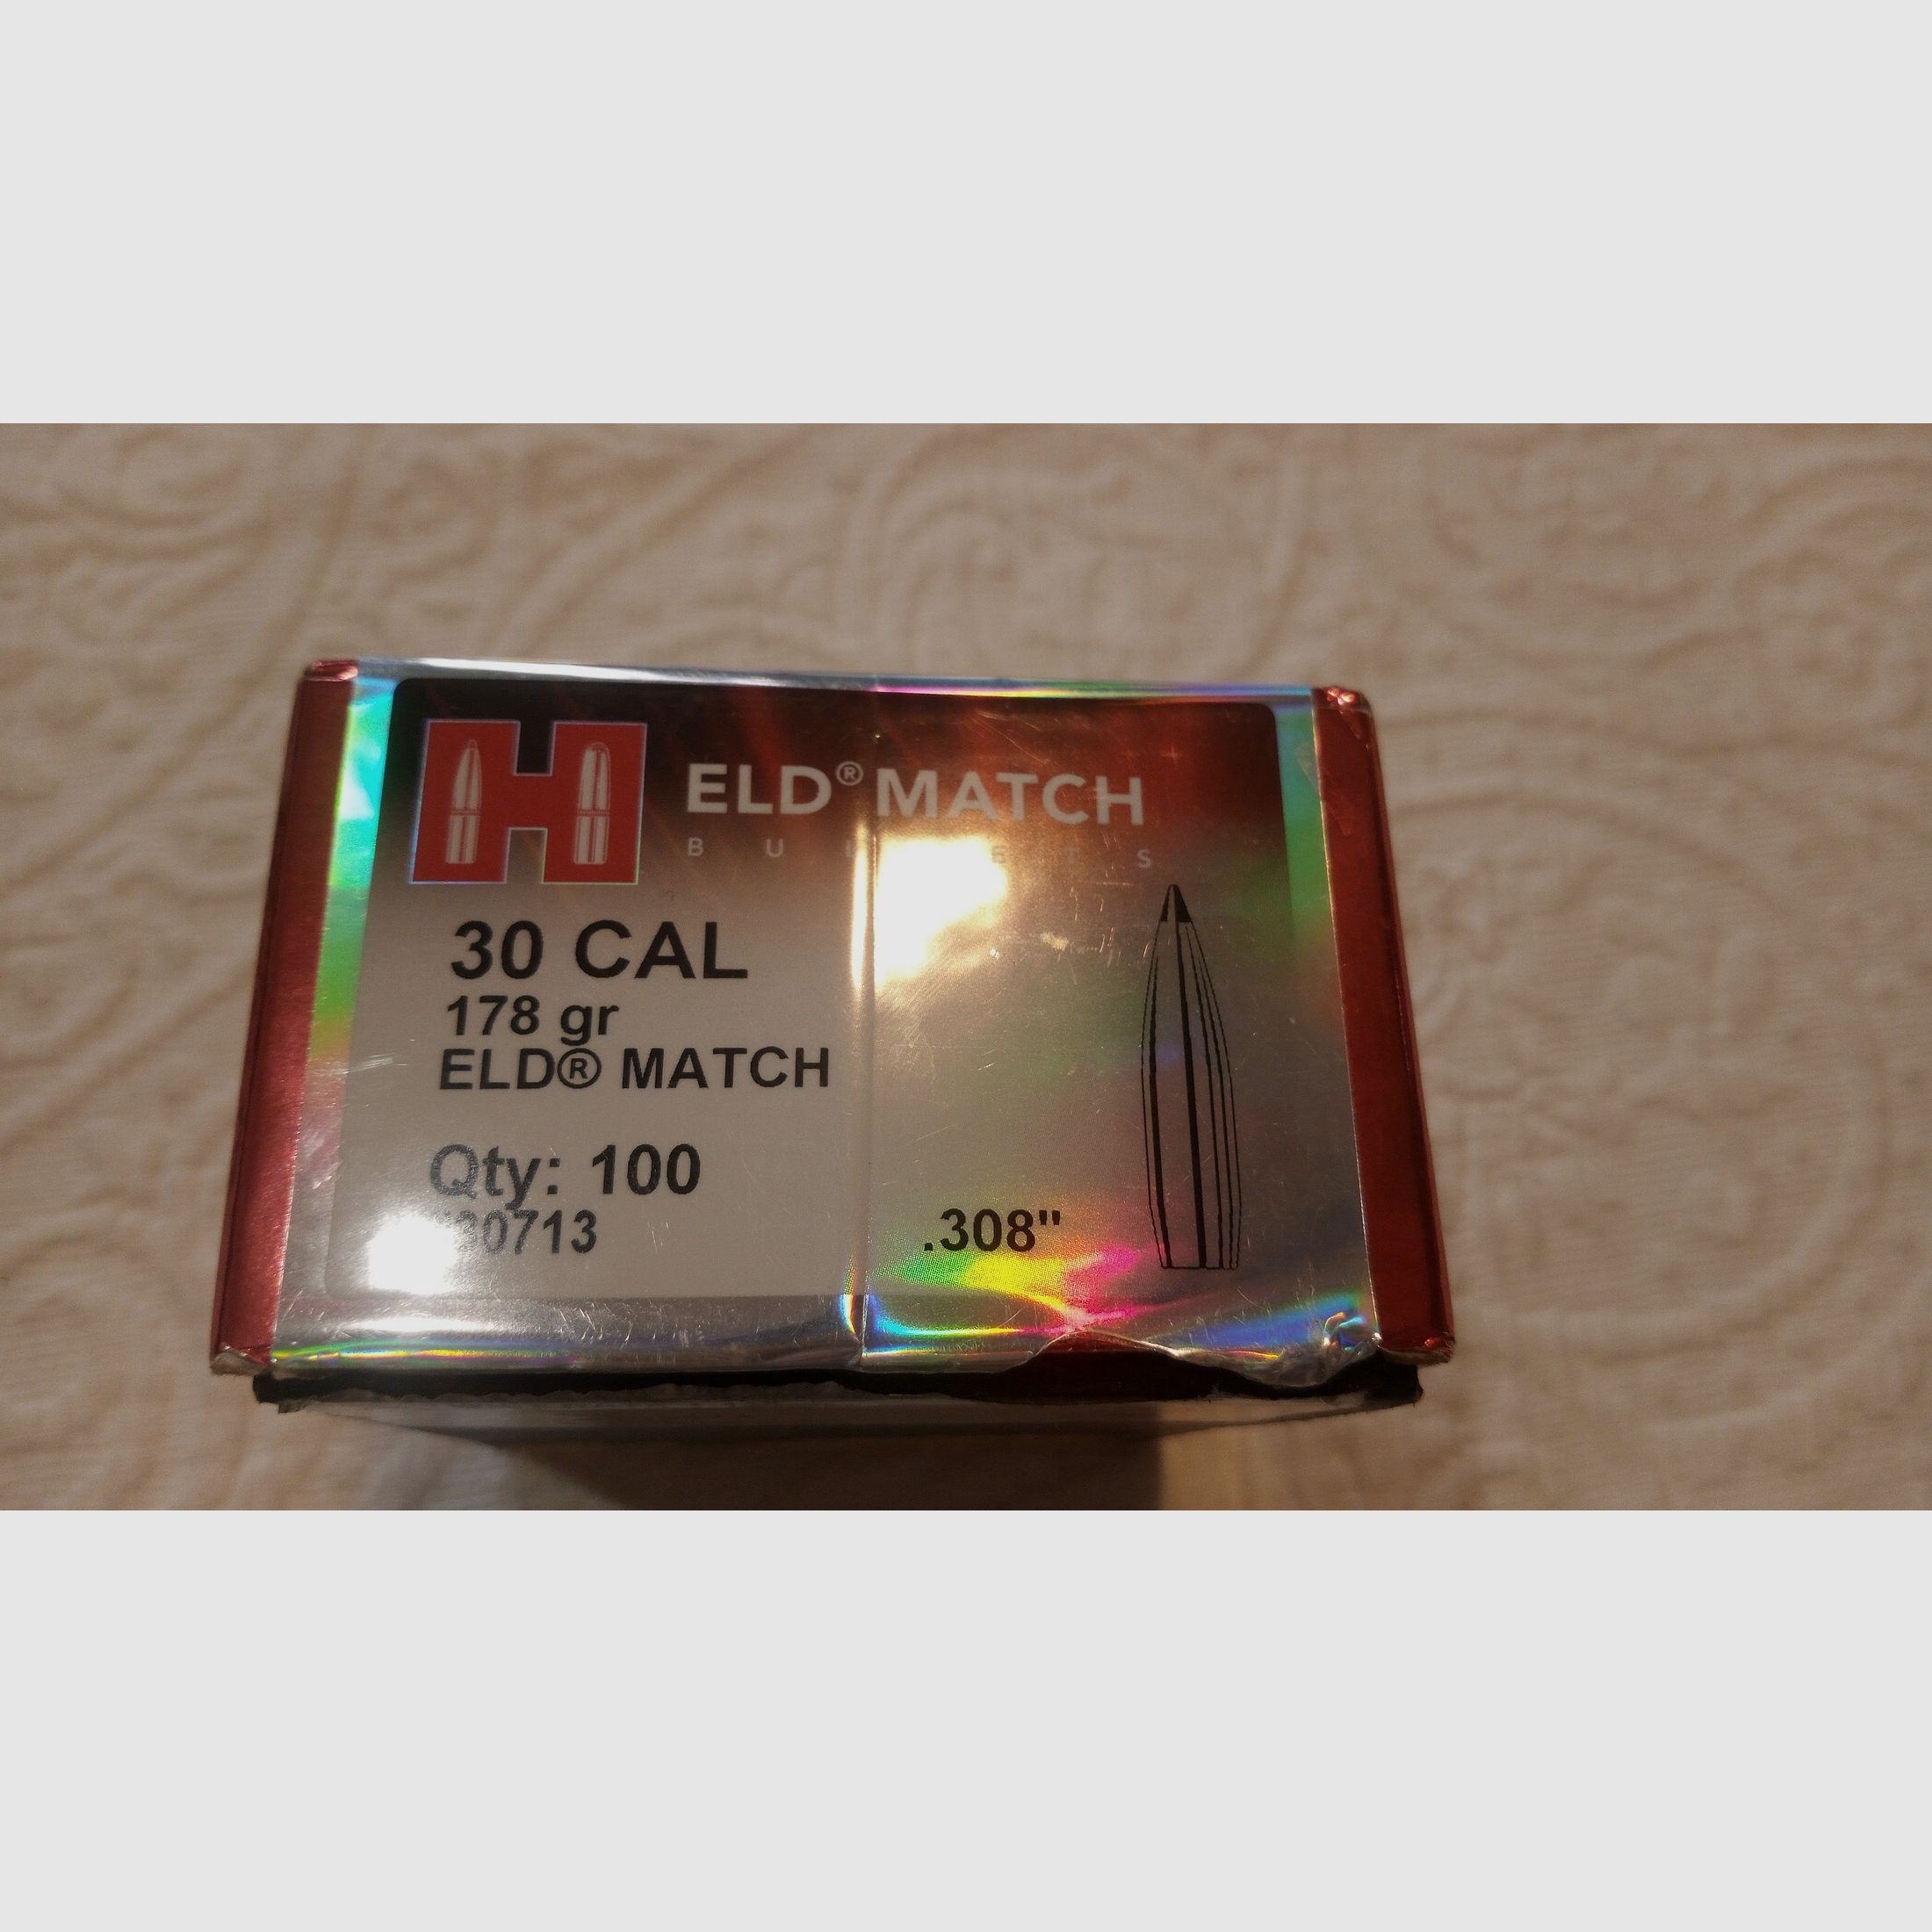 H
ELD® MATCH
30 CAL
178 gr
ELD® MATCH
Qty: 100
.308"